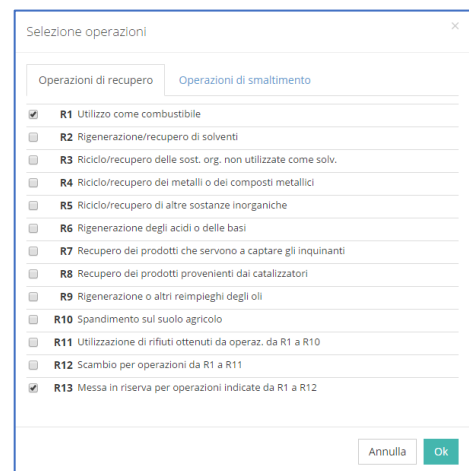 Selezione operazioni ×
Operazioni di recupero Operazioni di smaltimento
R1 Utilizzo come combustibile
R2 Rigenerazione/recupero di solventi
R3 Riciclo/recupero delle sost. org. non utilizzate come solv.
R4 Riciclo/recupero dei metalli o dei composti metallici
R5 Riciclo/recupero di altre sostanze inorganiche
R6 Rigenerazione degli acidi o delle basi
R7 Recupero dei prodotti che servono a captare gli inquinanti
R8 Recupero dei prodotti provenienti dai catalizzatori
R9 Rigenerazione o altri reimpieghi degli oli
R10 Spandimento sul suolo agricolo
R11 Utilizzazione di rifiuti ottenuti da operaz. da R1 a R10
R12 Scambio per operazioni da R1 a R11
R13 Messa in riserva per operazioni indicate da R1 a R12
Annulla Ok